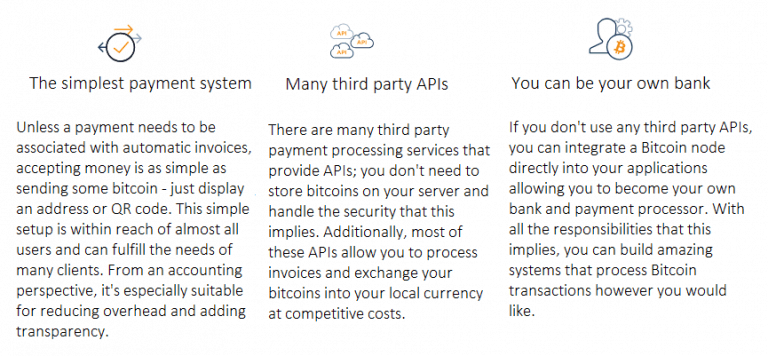 The simplest payment system
Unless a payment needs to be
associated with automatic invoices,
accepting money is as simple as
sending some bitcoin - just display
an address or QR code. This simple
setup is within reach of almost all
users and can fulfill the needs of
many clients. From an accounting
perspective, it's especially suitable
for reducing overhead and adding
transparency.
API
API
API
Many third party APIs
There are many third party
payment processing services that
provide APIs; you don't need to
store bitcoins on your server and
handle the security that this
implies. Additionally, most of
these APIs allow you to process
invoices and exchange your
bitcoins into your local currency
at competitive costs.
You can be your own bank
If you don't use any third party APIs,
you can integrate a Bitcoin node
directly into your applications
allowing you to become your own
bank and payment processor. With
all the responsibilities that this
implies, you can build amazing
systems that process Bitcoin
transactions however you would
like.